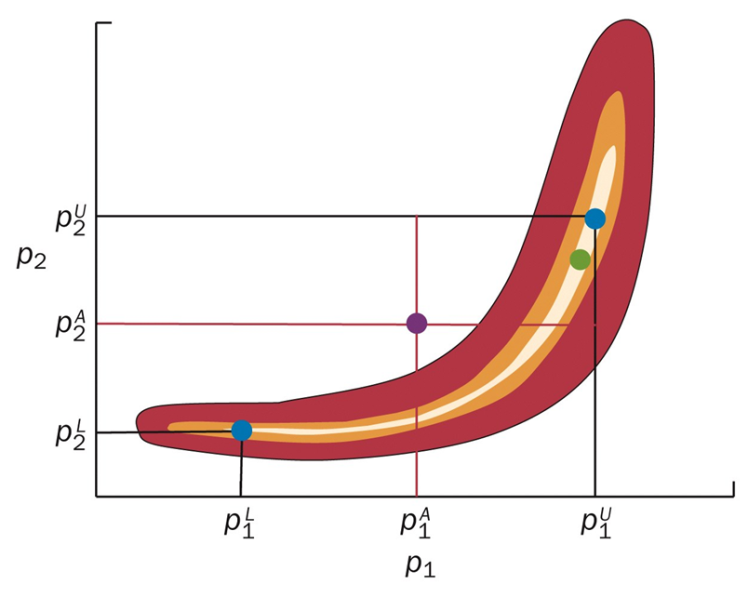 p₂ᵁ
p₂
p₂ᴬ
p₂ᴸ
p₁ᴸ p₁ᴬ p₁ᵁ
p₁